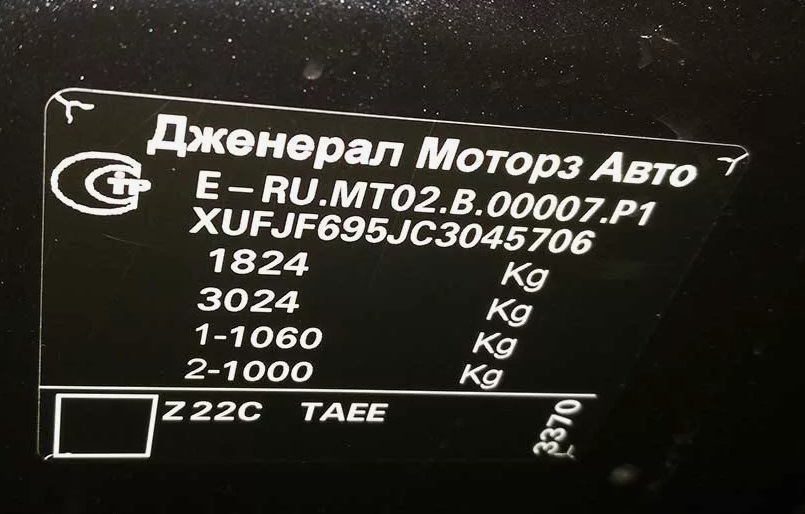 Дженерал Моторз Авто
E–RU.MT02.B.00007.P1
XUFJF695JC3045706
1824 Kg
3024 Kg
1-1060 Kg
2-1000 Kg
Z22C TAEE
3370